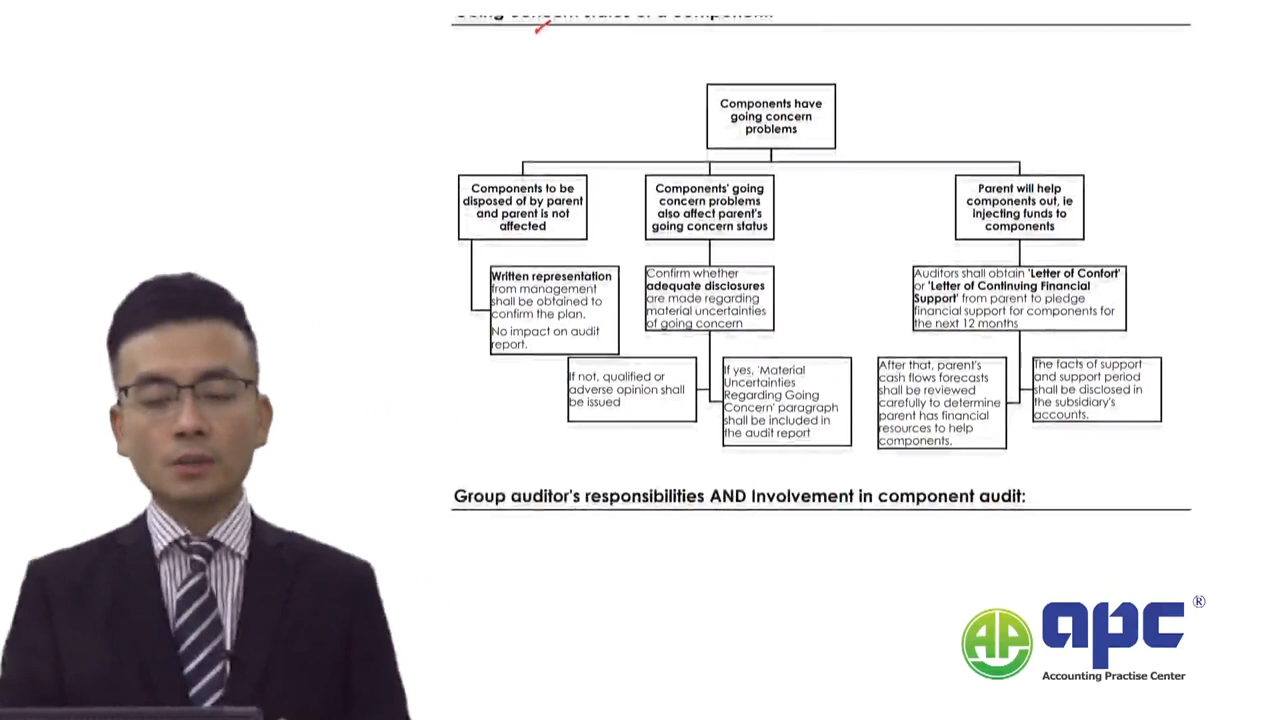 Components have
going concern
problems
Components to be
disposed of by parent
and parent is not
affected
Components' going
concern problems
also affect parent's
going concern status
Parent will help
components out, ie
injecting funds to
components
Written representation
from management
shall be obtained to
confirm the plan.
No impact on audit
report.
Confirm whether
adequate disclosures
are made regarding
material uncertainties
of going concern
Auditors shall obtain 'Letter of Confort'
or 'Letter of Continuing Financial
Support' from parent to pledge
financial support for components for
the next 12 months
If not, qualified or
adverse opinion shall
be issued
If yes, 'Material
Uncertainties
Regarding Going
Concern' paragraph
shall be included in
the audit report
After that, parent's
cash flows forecasts
shall be reviewed
carefully to determine
parent has financial
resources to help
components.
The facts of support
and support period
shall be disclosed in
the subsidiary's
accounts.
Group auditor's responsibilities AND Involvement in component audit:
AP
apc ®
Accounting Practise Center